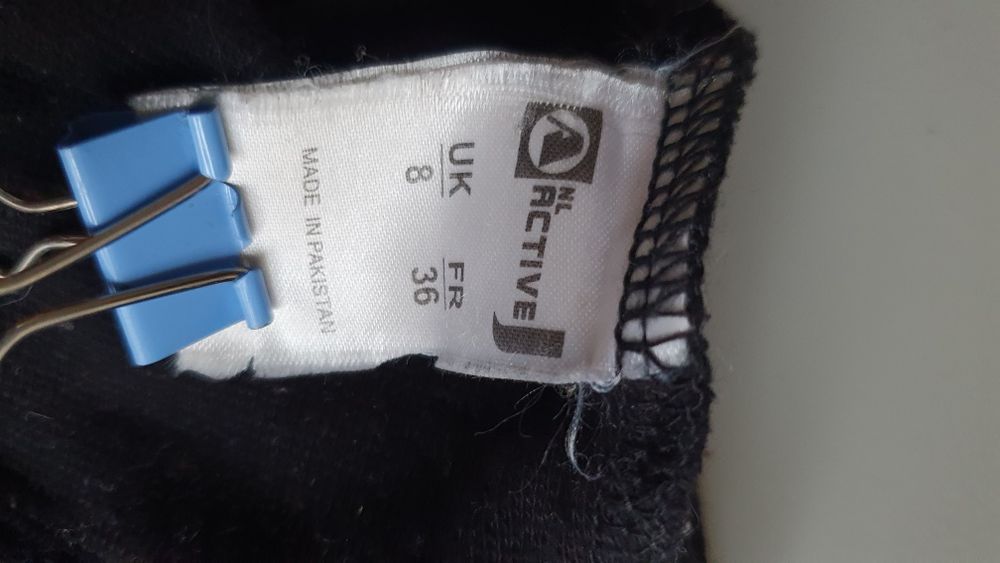 NL
ACTIVE
UK FR
8 36
MADE IN PAKISTAN